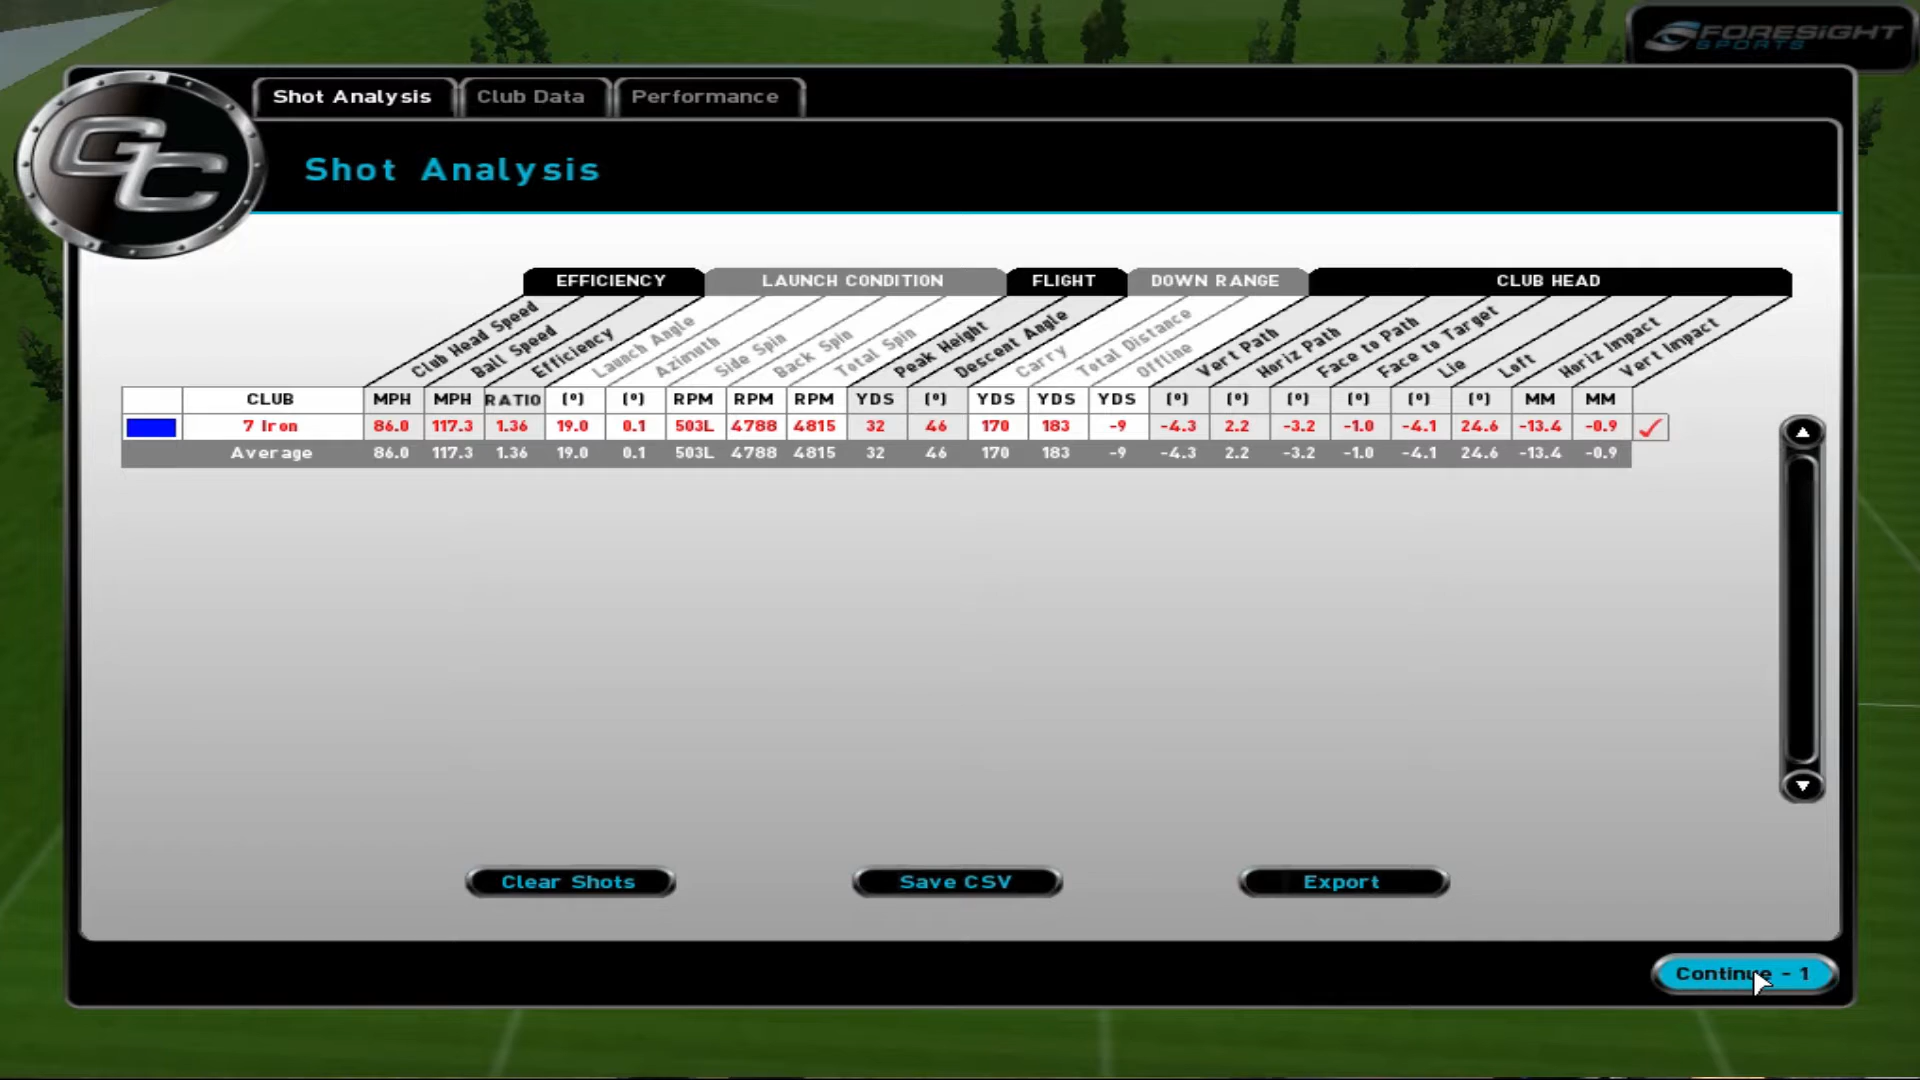 FORESIGHT
SPORTS
Shot Analysis Club Data Performance
GC
Shot Analysis
EFFICIENCY LAUNCH CONDITION FLIGHT DOWN RANGE CLUB HEAD
Club Head Speed Ball Speed Efficiency Launch Angle Azimuth Side Spin Back Spin Total Spin Peak Height Descent Angle Carry Total Distance Offline Vert Path Horiz Path Face to Path Face to Target Lie Loft Horiz Impact Vert Impact
CLUB MPH MPH RATIO (°) (°) RPM RPM RPM YDS (°) YDS YDS YDS (°) (°) (°) (°) (°) (°) MM MM
7 Iron 86.0 117.3 1.36 19.0 0.1 503L 4788 4815 32 46 170 183 -9 -4.3 2.2 -3.2 -1.0 -4.1 24.6 -13.4 -0.9
Average 86.0 117.3 1.36 19.0 0.1 503L 4788 4815 32 46 170 183 -9 -4.3 2.2 -3.2 -1.0 -4.1 24.6 -13.4 -0.9
Clear Shots Save CSV Export
Continue - 1